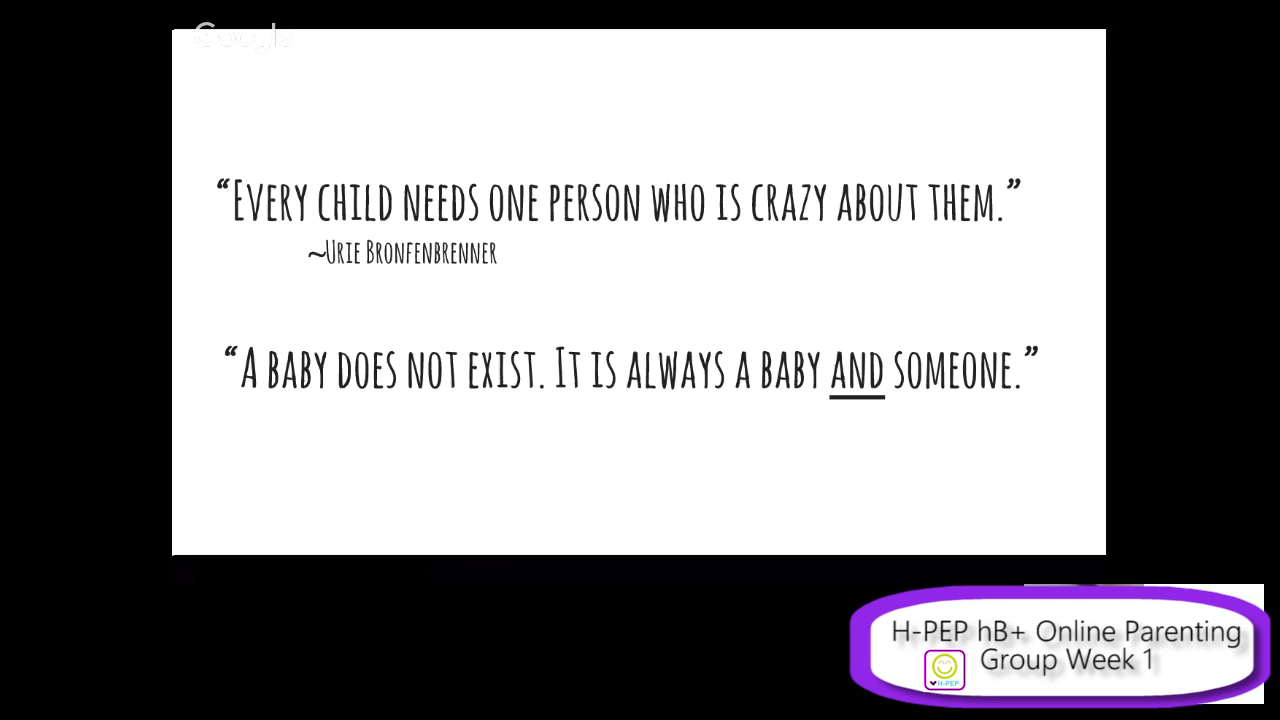 Google
“Every child needs one person who is crazy about them.”
~Urie Bronfenbrenner
“A baby does not exist. It is always a baby and someone.”
H-PEP hB+ Online Parenting
Group Week 1
H-PEP